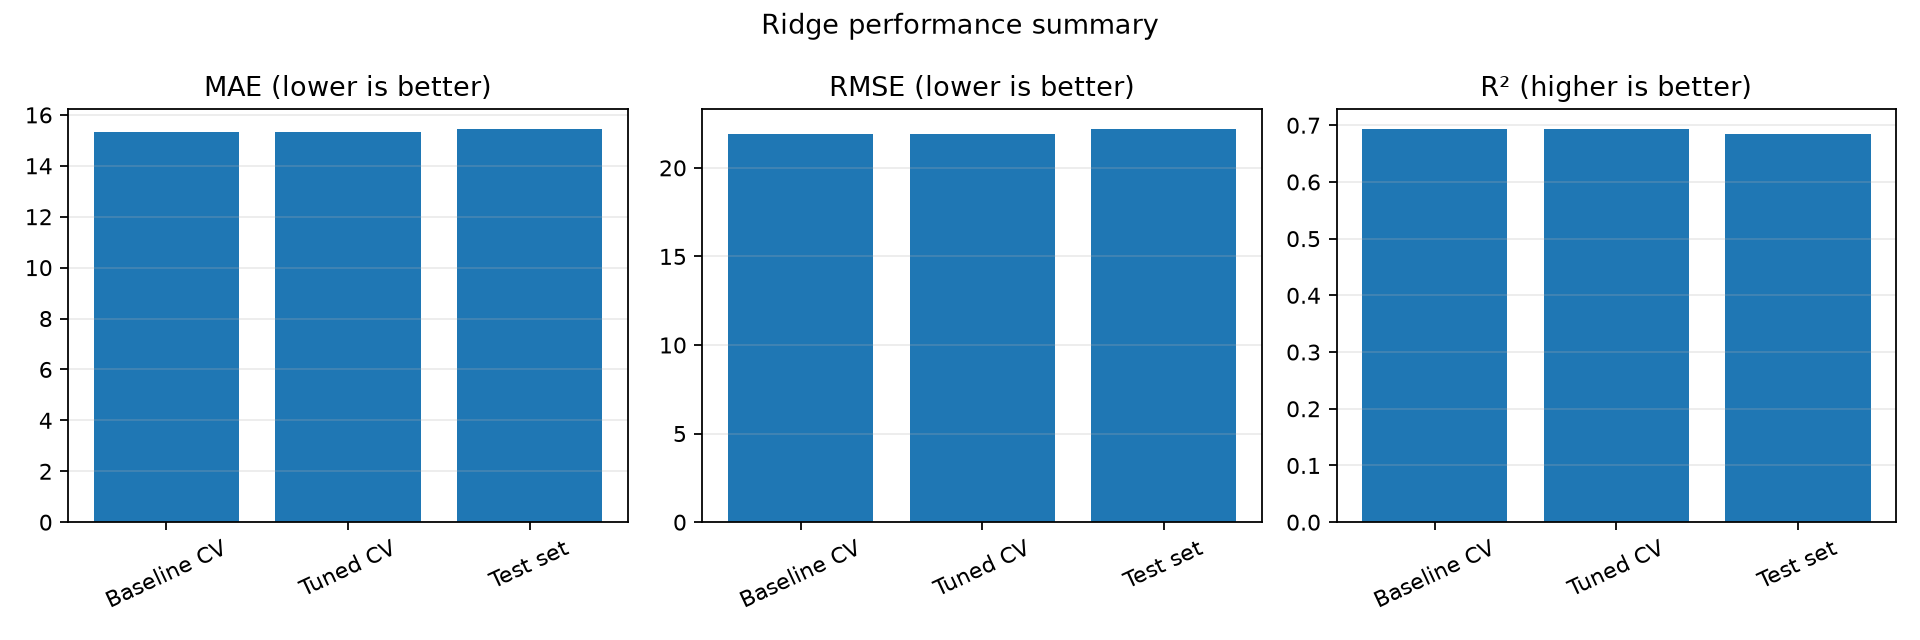 Ridge performance summary
MAE (lower is better)
16
14
12
10
8
6
4
2
0
Baseline CV
Tuned CV
Test set
RMSE (lower is better)
20
15
10
5
0
Baseline CV
Tuned CV
Test set
R² (higher is better)
0.7
0.6
0.5
0.4
0.3
0.2
0.1
0.0
Baseline CV
Tuned CV
Test set